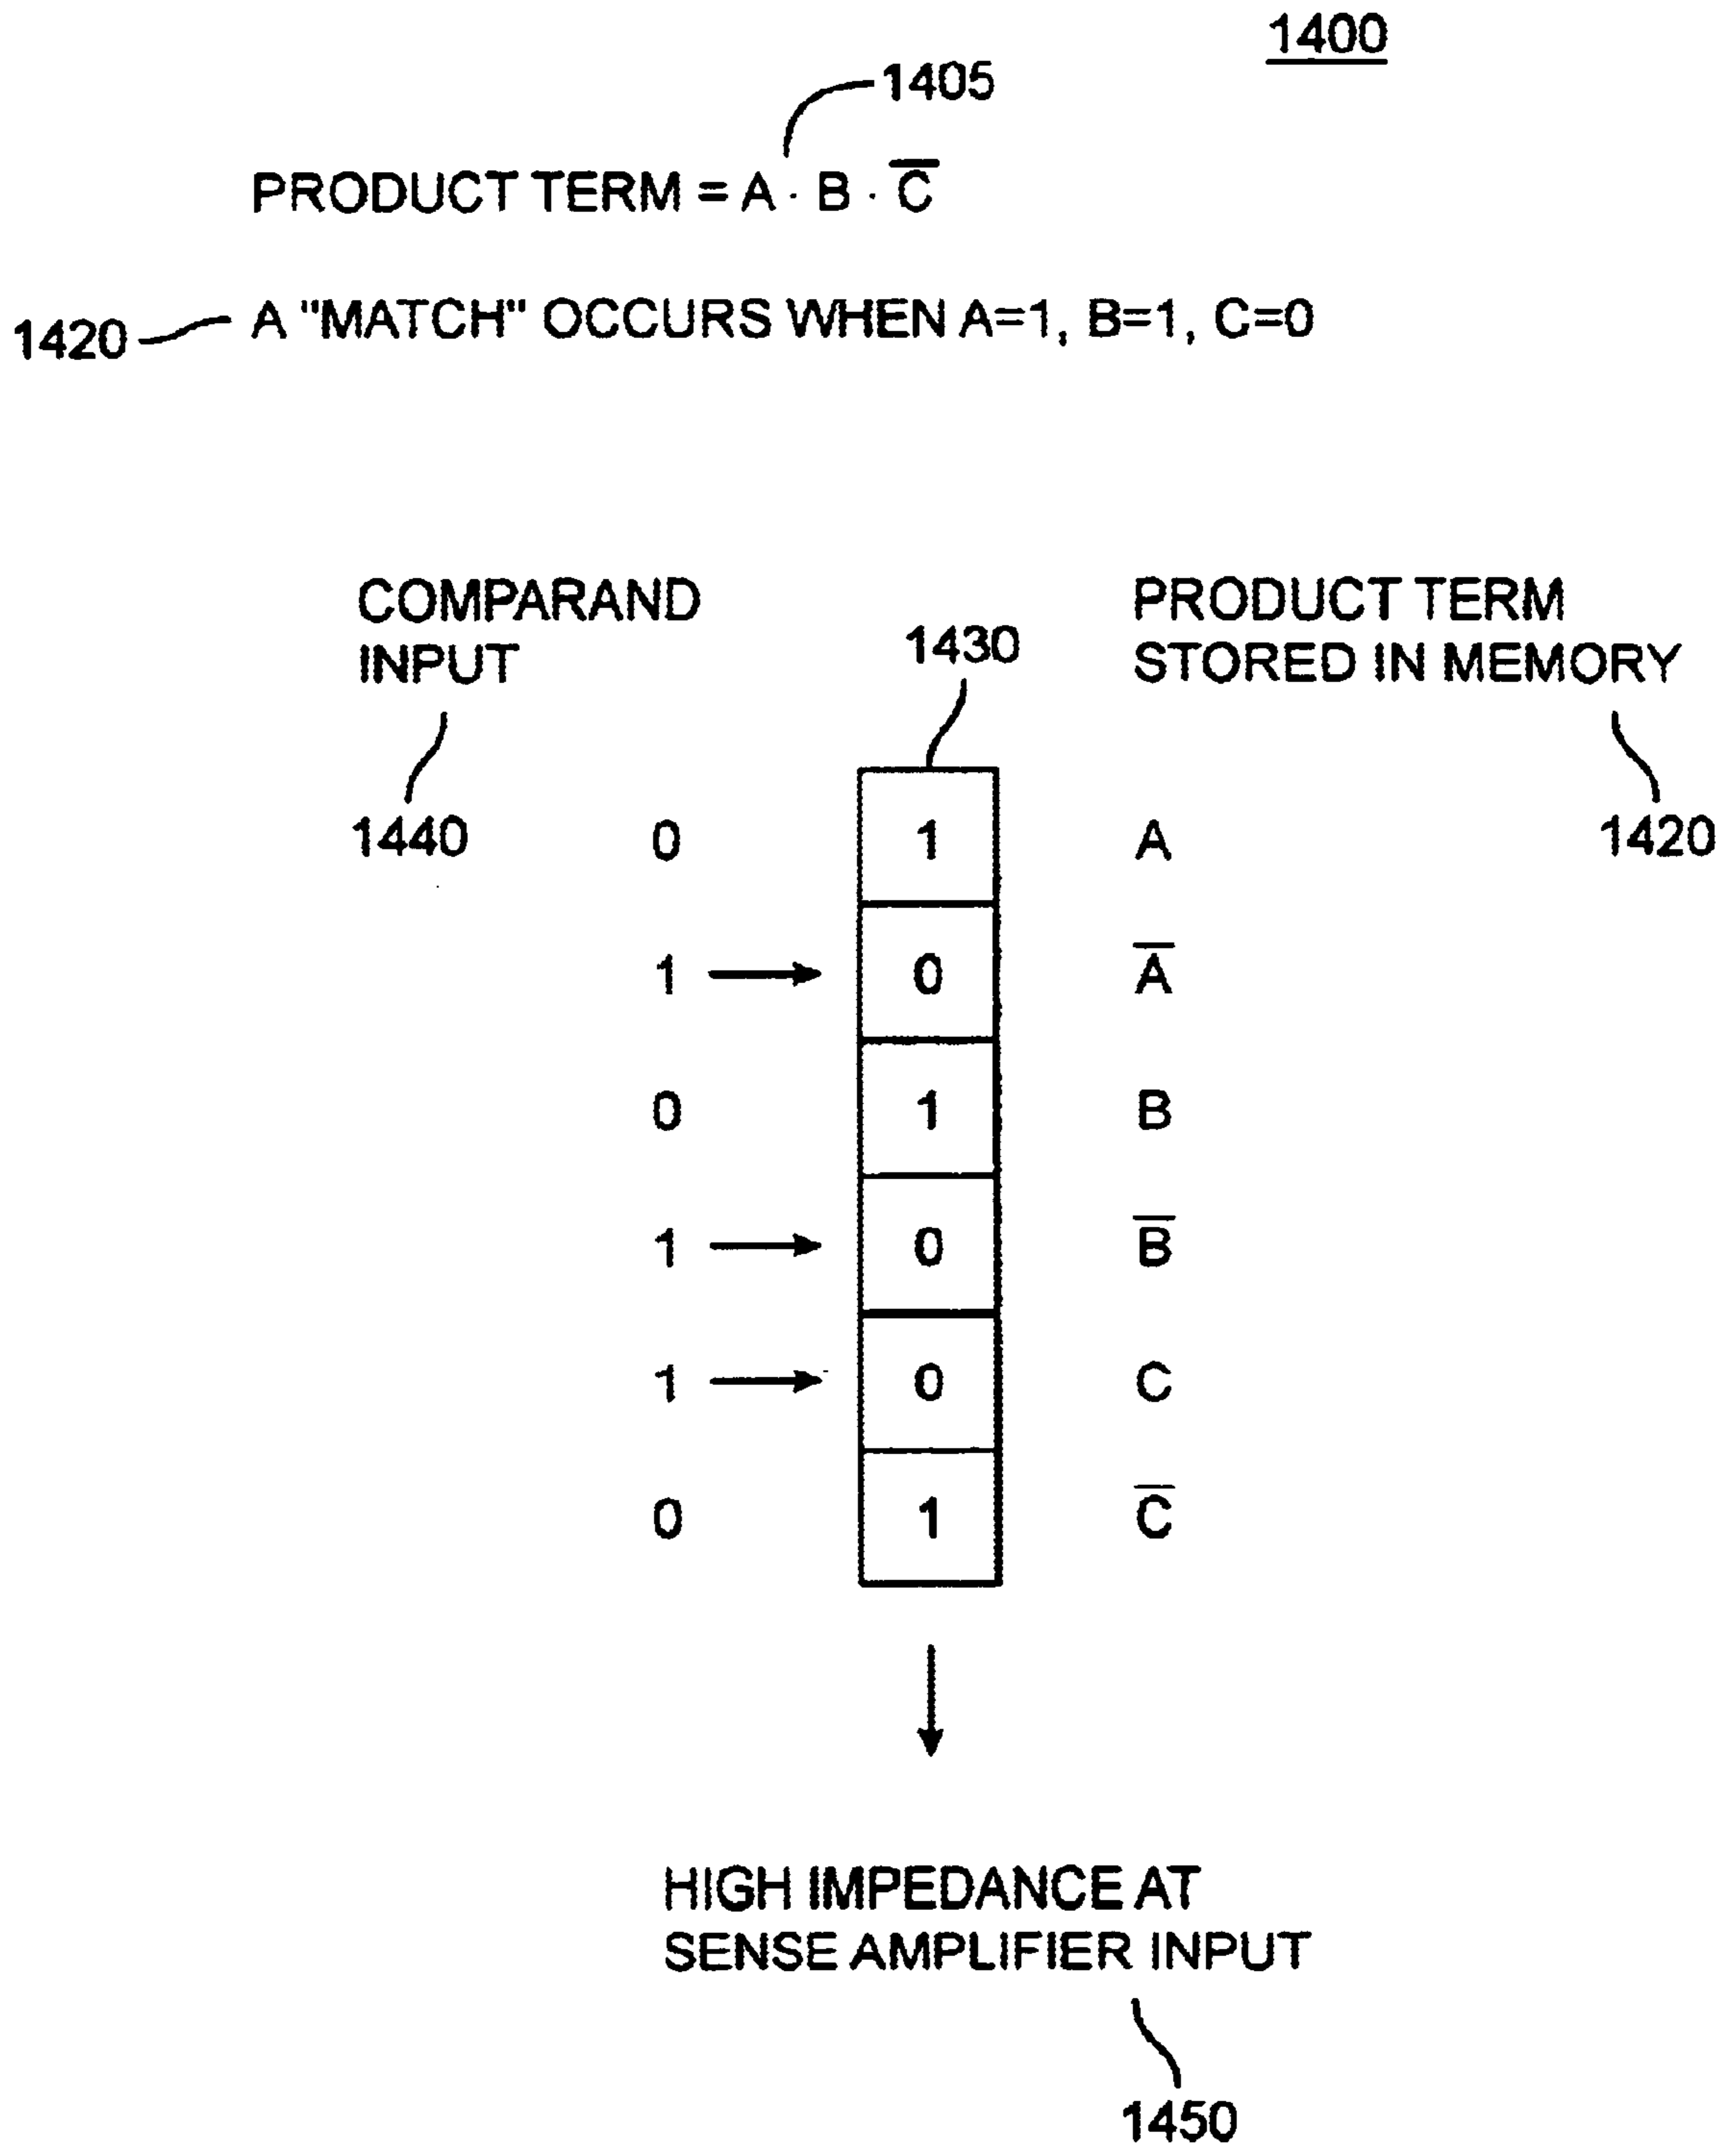 1400
1405
PRODUCT TERM = A · B · C̅
1420 A "MATCH" OCCURS WHEN A=1, B=1, C=0
COMPARAND
INPUT
1440
1430
PRODUCT TERM
STORED IN MEMORY
1420
0 1 A
1 0 A̅
0 1 B
1 0 B̅
1 0 C
0 1 C̅
HIGH IMPEDANCE AT
SENSE AMPLIFIER INPUT
1450